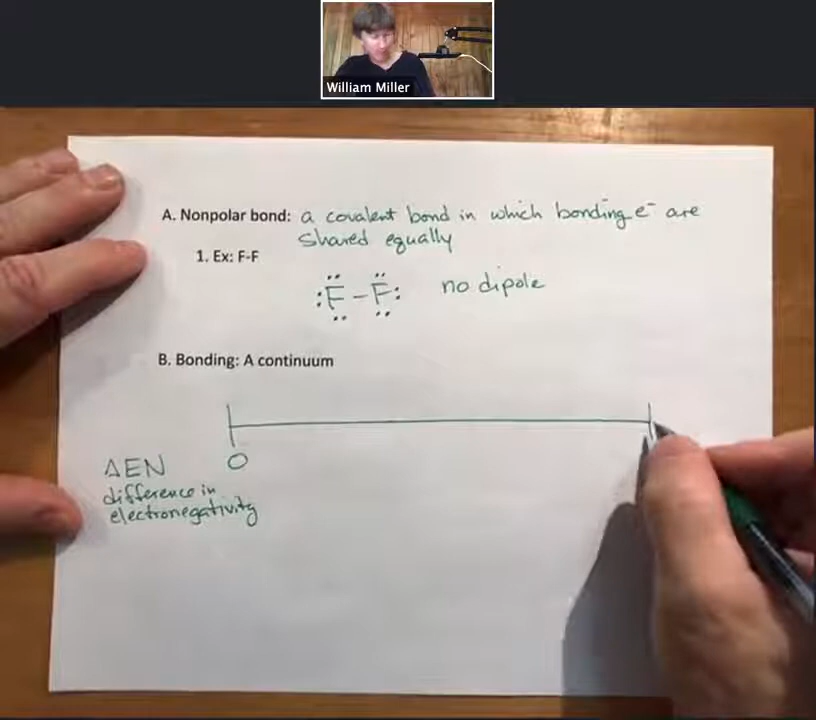 William Miller
A. Nonpolar bond: a covalent bond in which bonding e⁻ are
shared equally
1. Ex: F-F
:F̤̈ – F̤̈: no dipole
B. Bonding: A continuum
ΔEN 0
difference in
electronegativity